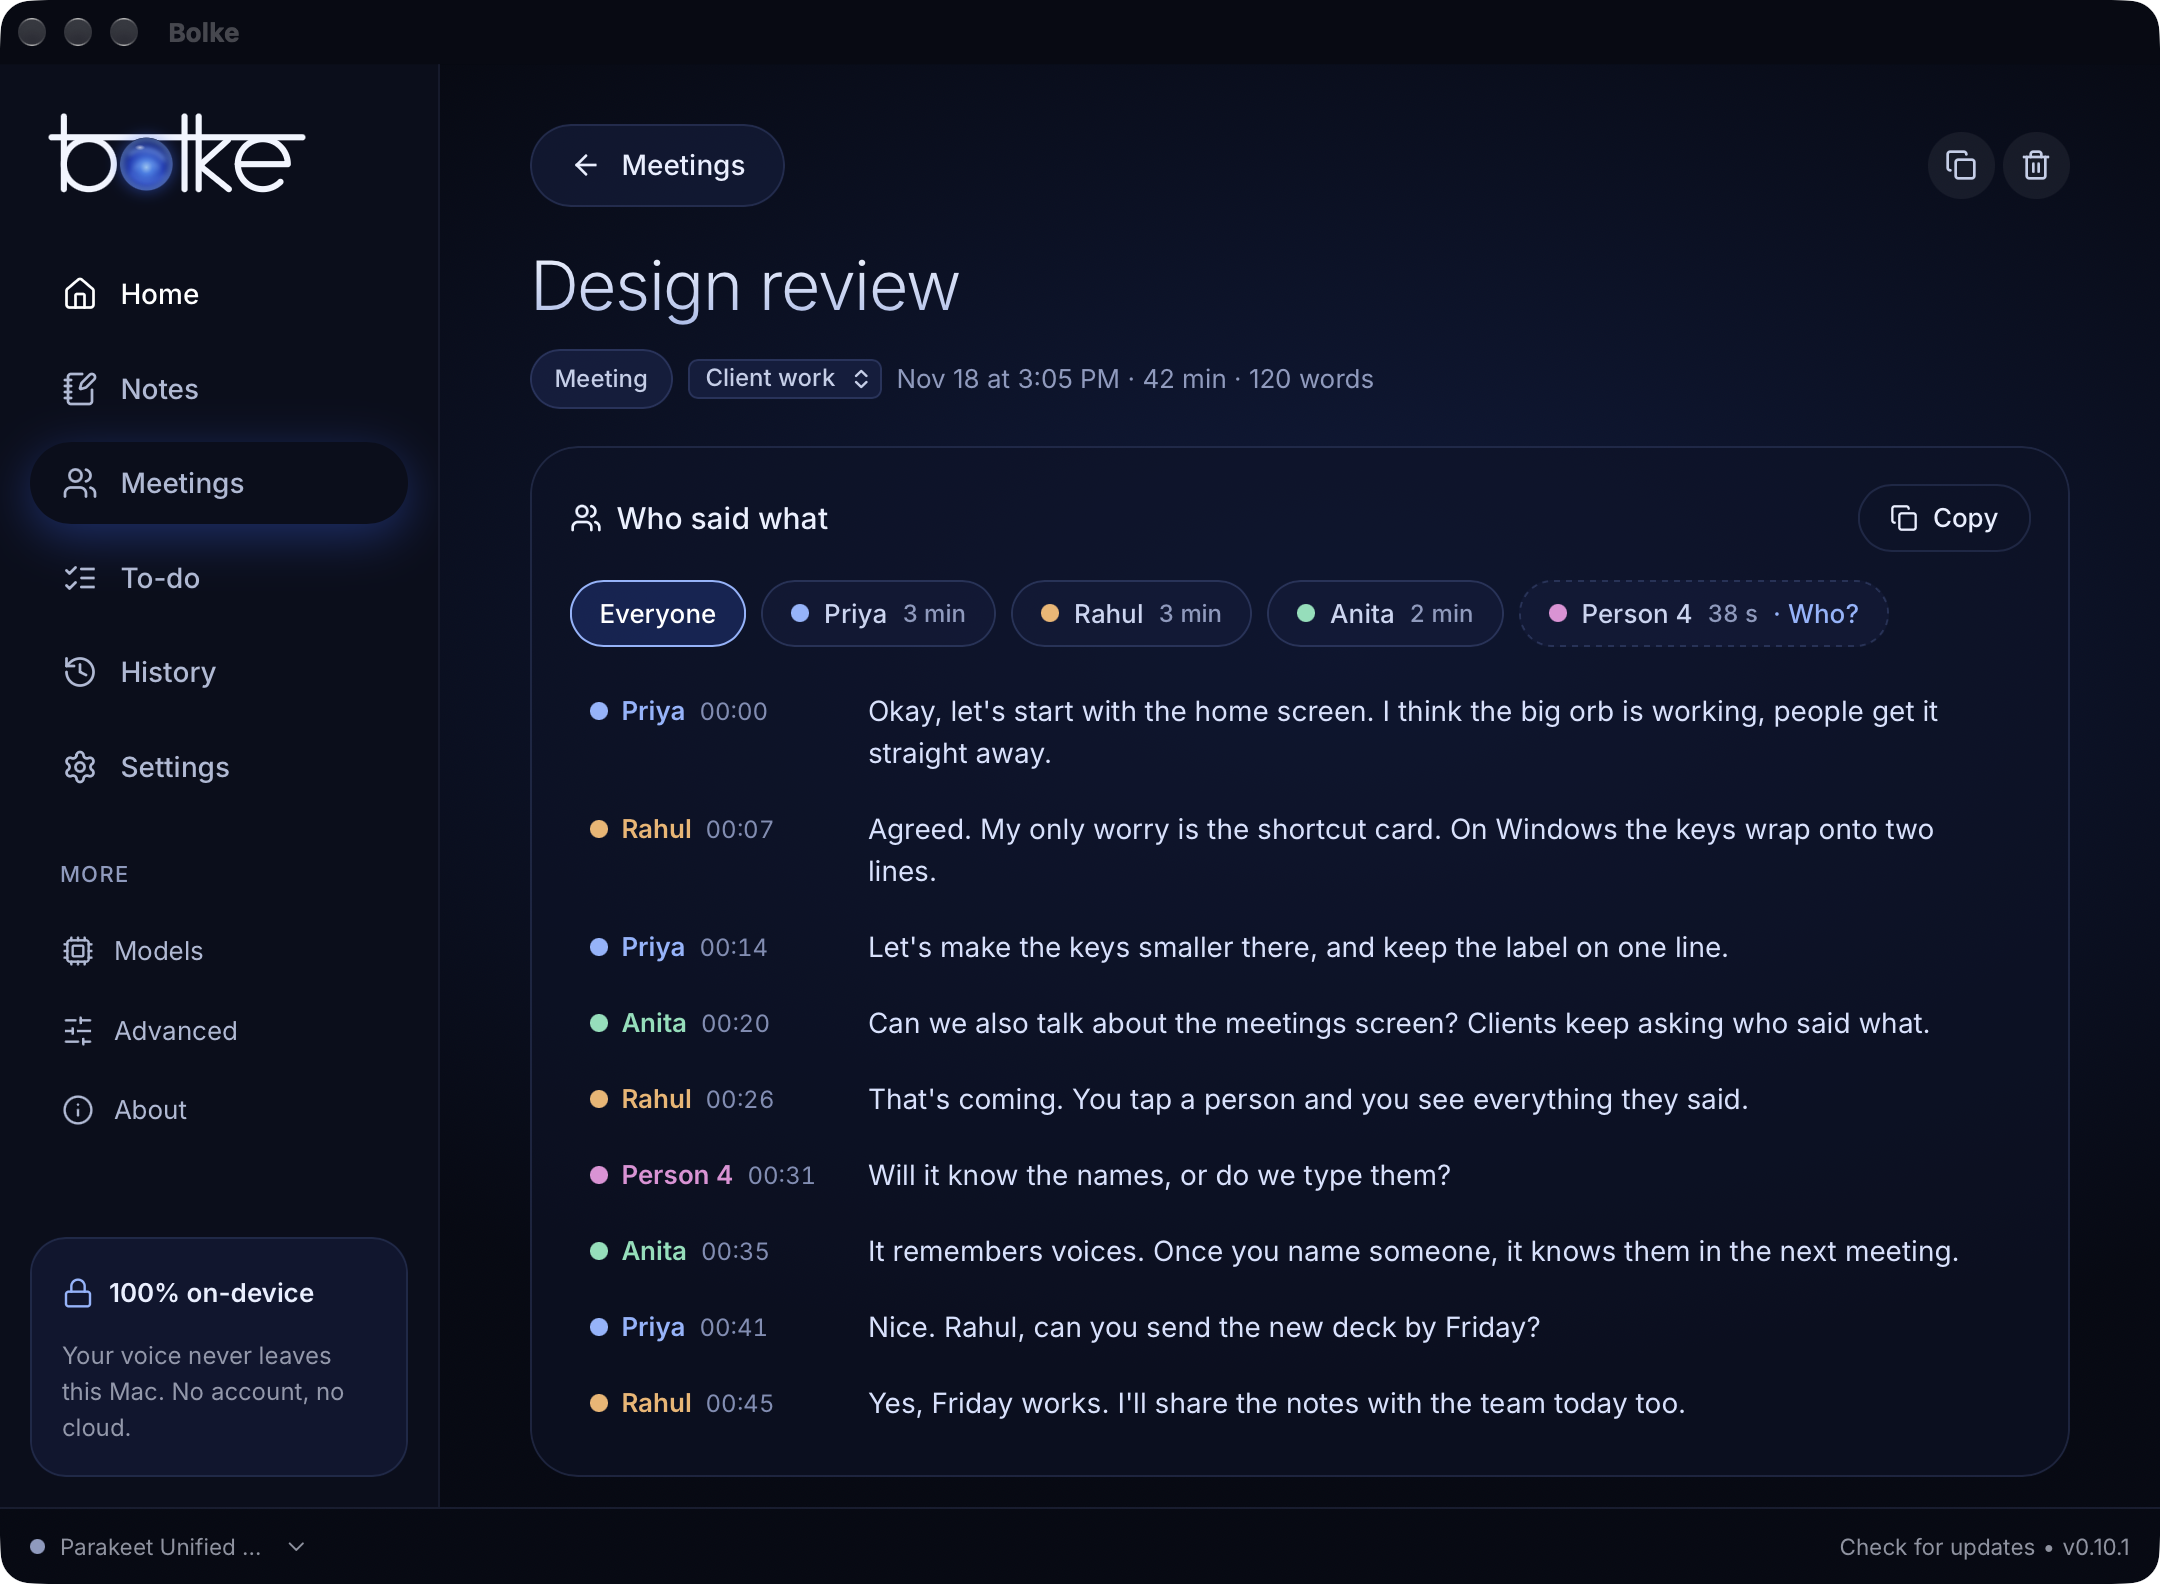 Bolke
bolke
Home
Notes
Meetings
To-do
History
Settings
MORE
Models
Advanced
About
100% on-device
Your voice never leaves
this Mac. No account, no
cloud.
Meetings
Design review
Meeting Client work Nov 18 at 3:05 PM · 42 min · 120 words
Who said what
Copy
Everyone Priya 3 min Rahul 3 min Anita 2 min Person 4 38 s · Who?
Priya 00:00 Okay, let's start with the home screen. I think the big orb is working, people get it
straight away.
Rahul 00:07 Agreed. My only worry is the shortcut card. On Windows the keys wrap onto two
lines.
Priya 00:14 Let's make the keys smaller there, and keep the label on one line.
Anita 00:20 Can we also talk about the meetings screen? Clients keep asking who said what.
Rahul 00:26 That's coming. You tap a person and you see everything they said.
Person 4 00:31 Will it know the names, or do we type them?
Anita 00:35 It remembers voices. Once you name someone, it knows them in the next meeting.
Priya 00:41 Nice. Rahul, can you send the new deck by Friday?
Rahul 00:45 Yes, Friday works. I'll share the notes with the team today too.
Parakeet Unified ...
Check for updates • v0.10.1